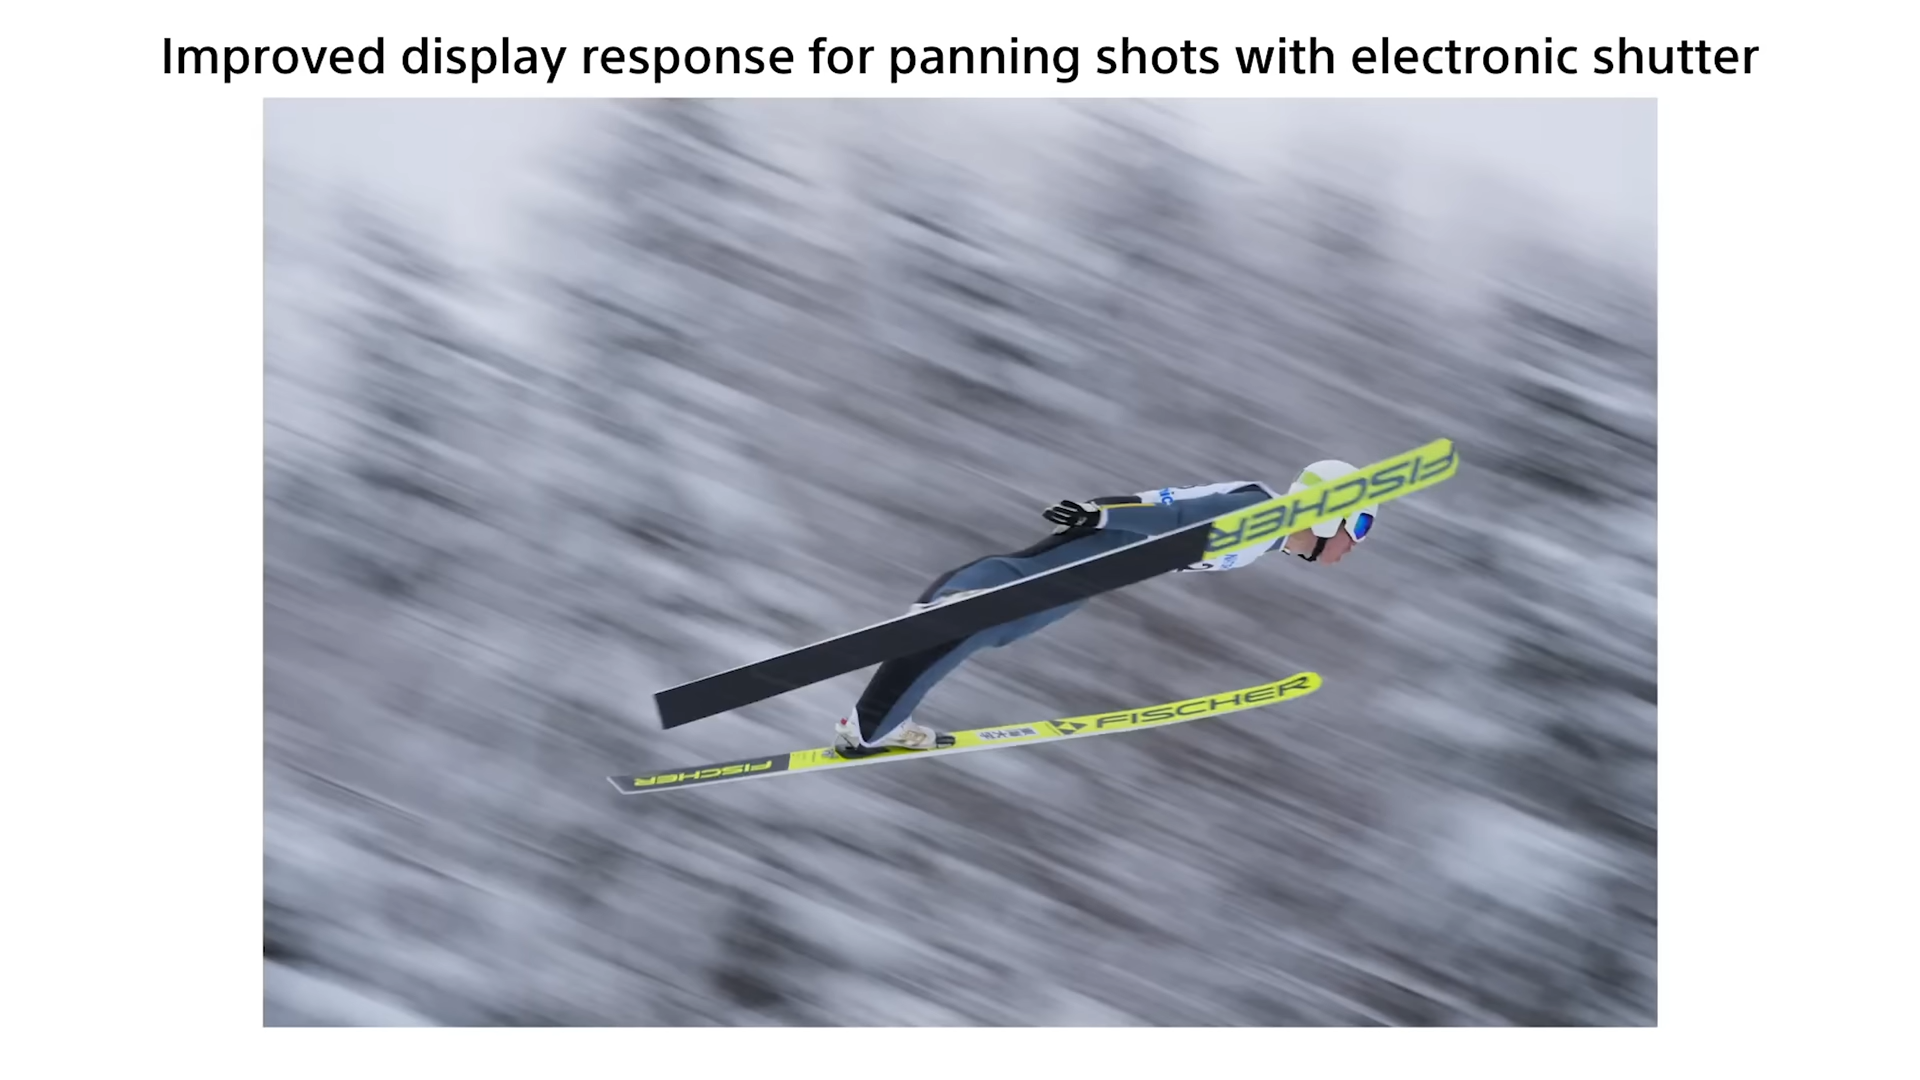 Improved display response for panning shots with electronic shutter
FISCHER
FISCHER
FISCHER